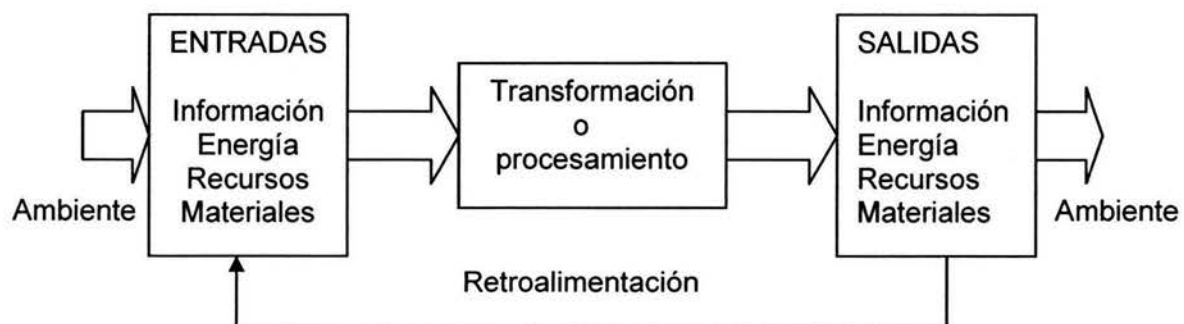 ENTRADAS
Información
Energía
Recursos
Materiales
Transformación
o
procesamiento
SALIDAS
Información
Energía
Recursos
Materiales
Ambiente
Ambiente
Retroalimentación